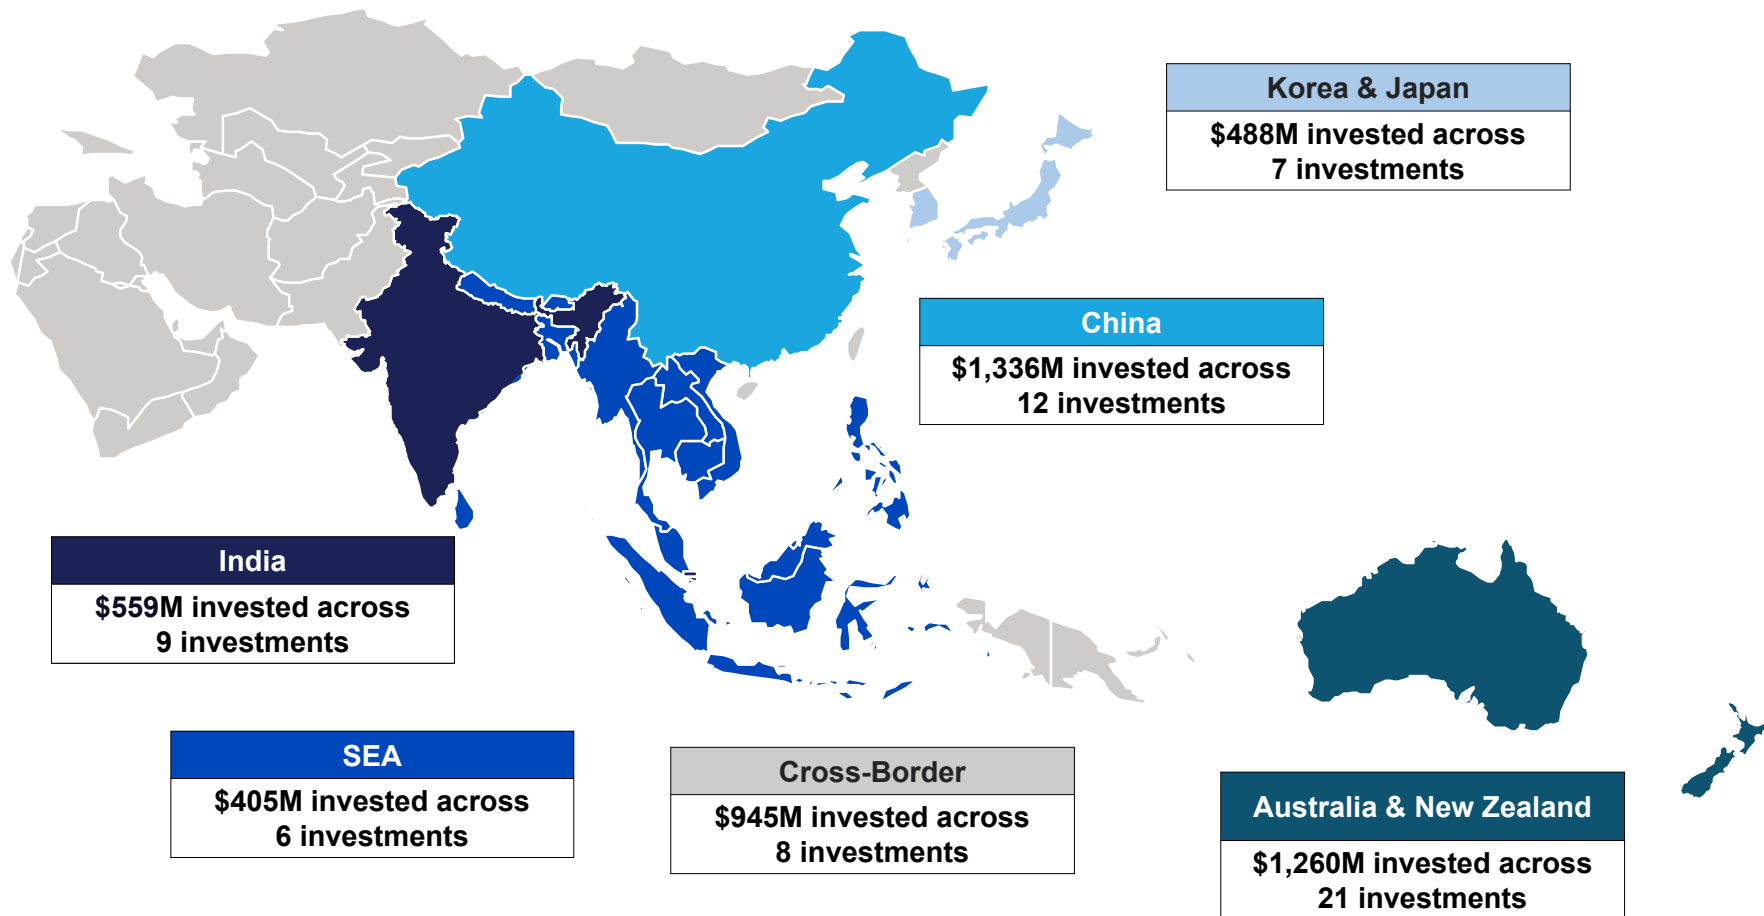 Korea & Japan
$488M invested across
7 investments
China
$1,336M invested across
12 investments
India
$559M invested across
9 investments
SEA
$405M invested across
6 investments
Cross-Border
$945M invested across
8 investments
Australia & New Zealand
$1,260M invested across
21 investments